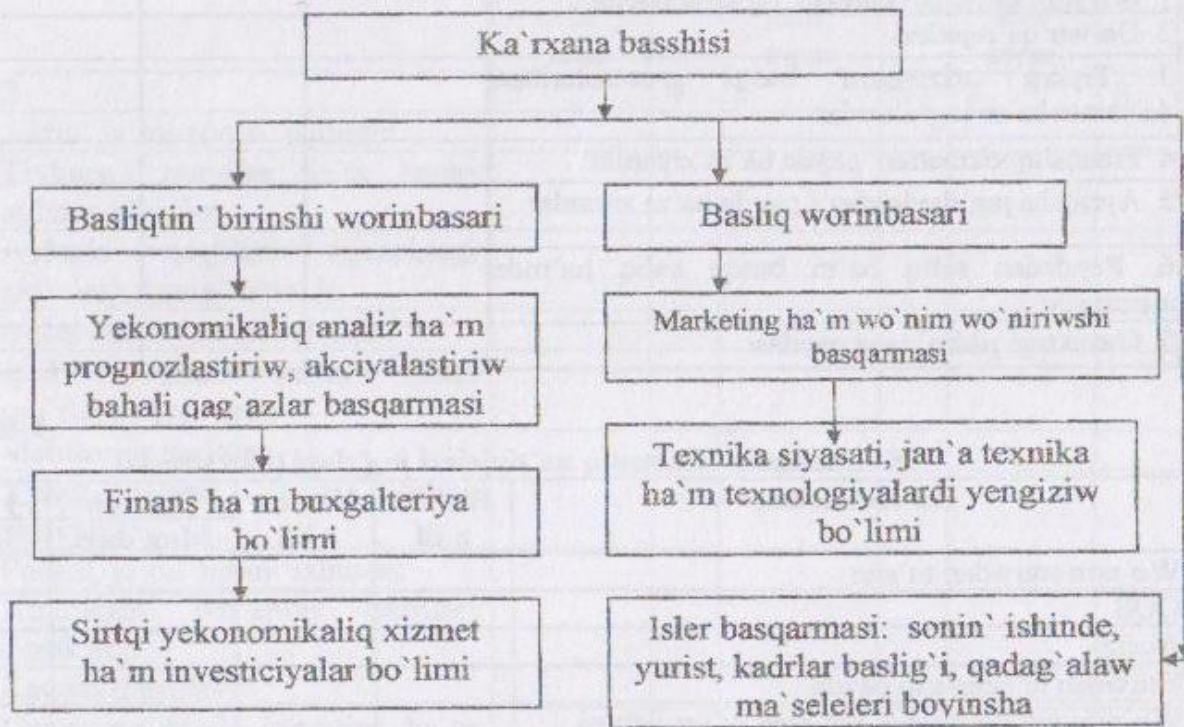 Ka`rxana basshisi
Basliqtin` birinshi worinbasari
Basliq worinbasari
Yekonomikaliq analiz ha`m
prognozlastiriw, akciyalastiriw
bahali qag`azlar basqarmasi
Marketing ha`m wo`nim wo`niriwshi
basqarmasi
Finans ha`m buxgalteriya
bo`limi
Texnika siyasati, jan`a texnika
ha`m texnologiyalardi yengiziw
bo`limi
Sirtqi yekonomikaliq xizmet
ha`m investiciyalar bo`limi
Isler basqarmasi: sonin` ishinde,
yurist, kadrlar baslig`i, qadag`alaw
ma`seleleri boyinsha